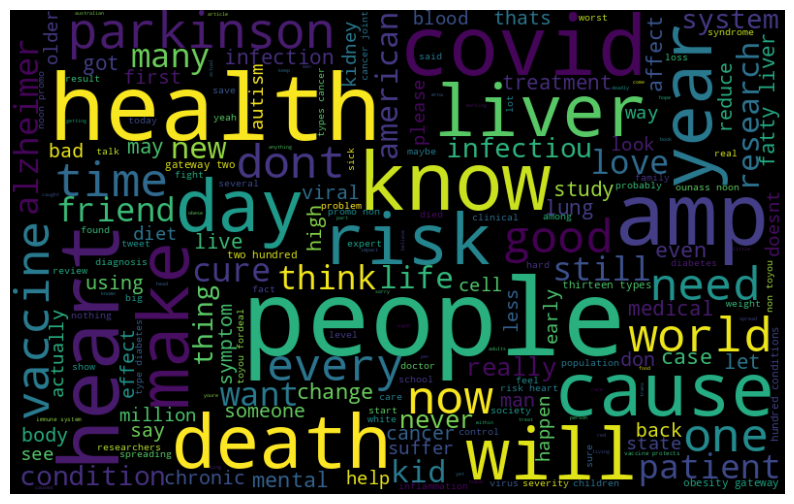 australian
article
older
parkinson
got
many
infection
kidney
cancer joint
blood
thats
system
worst
syndrome
said
covid
first
noon promo
result
save
autism
types cancer
american
treatment
affect
loss
reduce
year
research
fatty liver
health
liver
please
way
lot
come
today
yeah
alzheimer
may
new
bad
talk
gateway two
dont
sick
anything
maybe
infectiou
look
love
real
family
probably
ounass noon
time
fight
several
know
study
amp
friend
day
viral
problem
lung
doesnt
found
tweet
diet
live
high
promo non
died
clinical
among
risk
good
expert
even
hard
diabetes
vaccine
heart
make
review
diagnosis
using
two hundred
cure
fact
think
life
cell
less
early
still
need
thirteen types
weight
medical
non toyou
big
nothing
actually
effect
show
type diabetes
thing
symptom
toyou fordeal
level
people
world
every
doctor
really
don
case
let
population
hundred conditions
school
feel
risk heart
man
million
want
change
care
now
start
society
happen
cause
body
say
someone
never
white
cancer
control
back
state
one
see
researchers
spreading
death
will
suffer
sure
immune system
condition
chronic
mental
help
kid
virus
severity
children
inflammation
patient
vaccine protects
obesity gateway